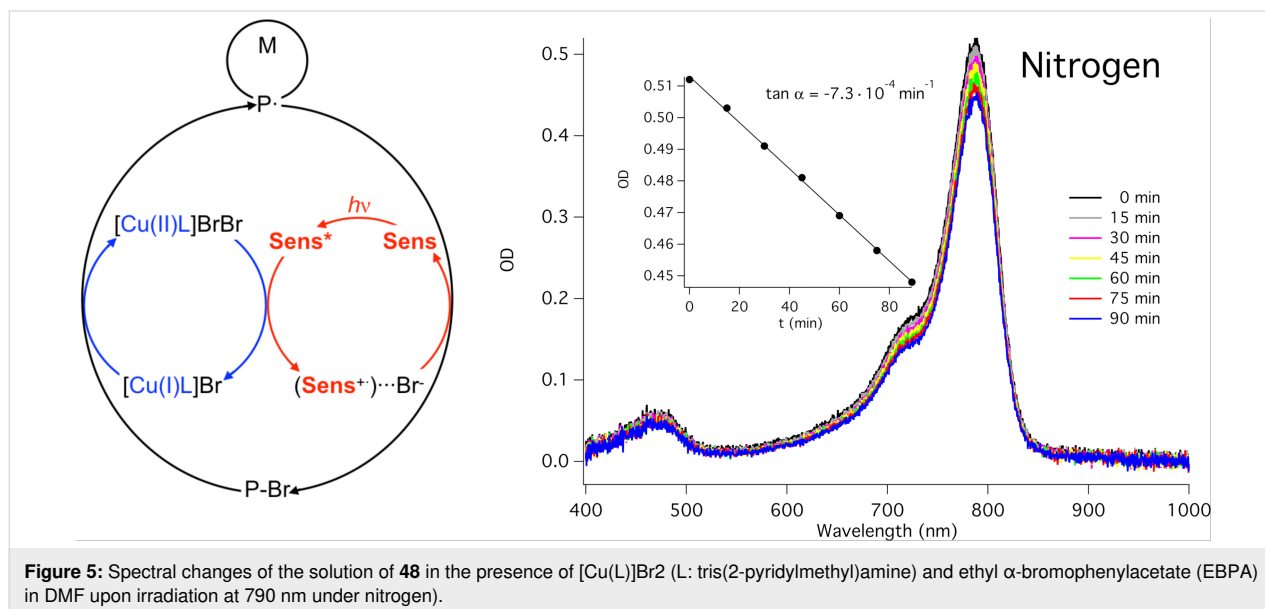 M
P·
[Cu(II)L]BrBr
hν
Sens*
Sens
[Cu(I)L]Br
(Sens⁺·)···Br⁻
P-Br
Nitrogen
OD
0.5
0.4
0.3
0.2
0.1
0.0
400
500
600
700
800
900
1000
Wavelength (nm)
tan α = -7.3 · 10⁻⁴ min⁻¹
OD
0.51
0.50
0.49
0.48
0.47
0.46
0.45
0
20
40
60
80
t (min)
0 min
15 min
30 min
45 min
60 min
75 min
90 min
Figure 5: Spectral changes of the solution of 48 in the presence of [Cu(L)]Br2 (L: tris(2-pyridylmethyl)amine) and ethyl α-bromophenylacetate (EBPA)
in DMF upon irradiation at 790 nm under nitrogen).